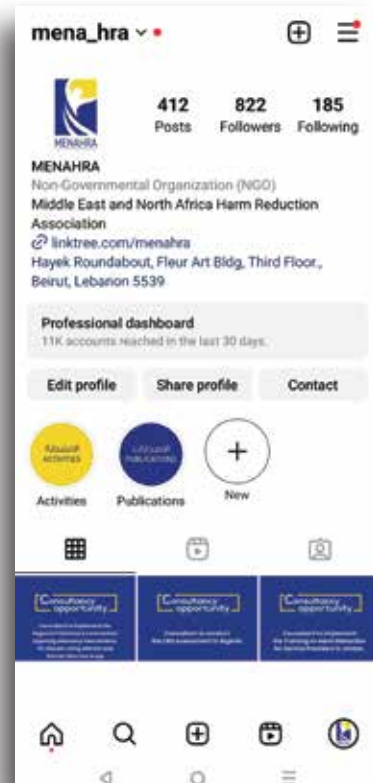 mena_hra
412 822 185
Posts Followers Following
MENAHRA
MENAHRA
Non-Governmental Organization (NGO)
Middle East and North Africa Harm Reduction
Association
linktree.com/menahra
Hayek Roundabout, Fleur Art Bldg, Third Floor.,
Beirut, Lebanon 5539
Professional dashboard
11K accounts reached in the last 30 days.
Edit profile Share profile Contact
ACTIVITIES PUBLICATIONS
Activities Publications New
Consultancy opportunity
Consultancy opportunity
Consultancy opportunity